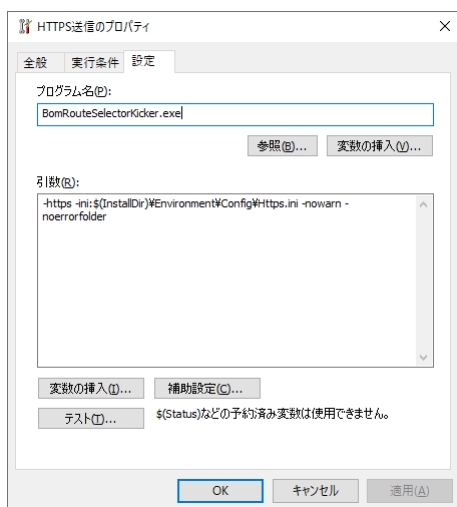 HTTPS送信のプロパティ
全般 実行条件 設定
プログラム名(P):
BomRouteSelectorKicker.exe
参照(B)... 変数の挿入(V)...
引数(R):
-https -ini:$(InstallDir)¥Environment¥Config¥Https.ini -nowarn -
noerrorfolder
変数の挿入(I)... 補助設定(C)...
テスト(T)... $(Status)などの予約済み変数は使用できません。
OK キャンセル 適用(A)